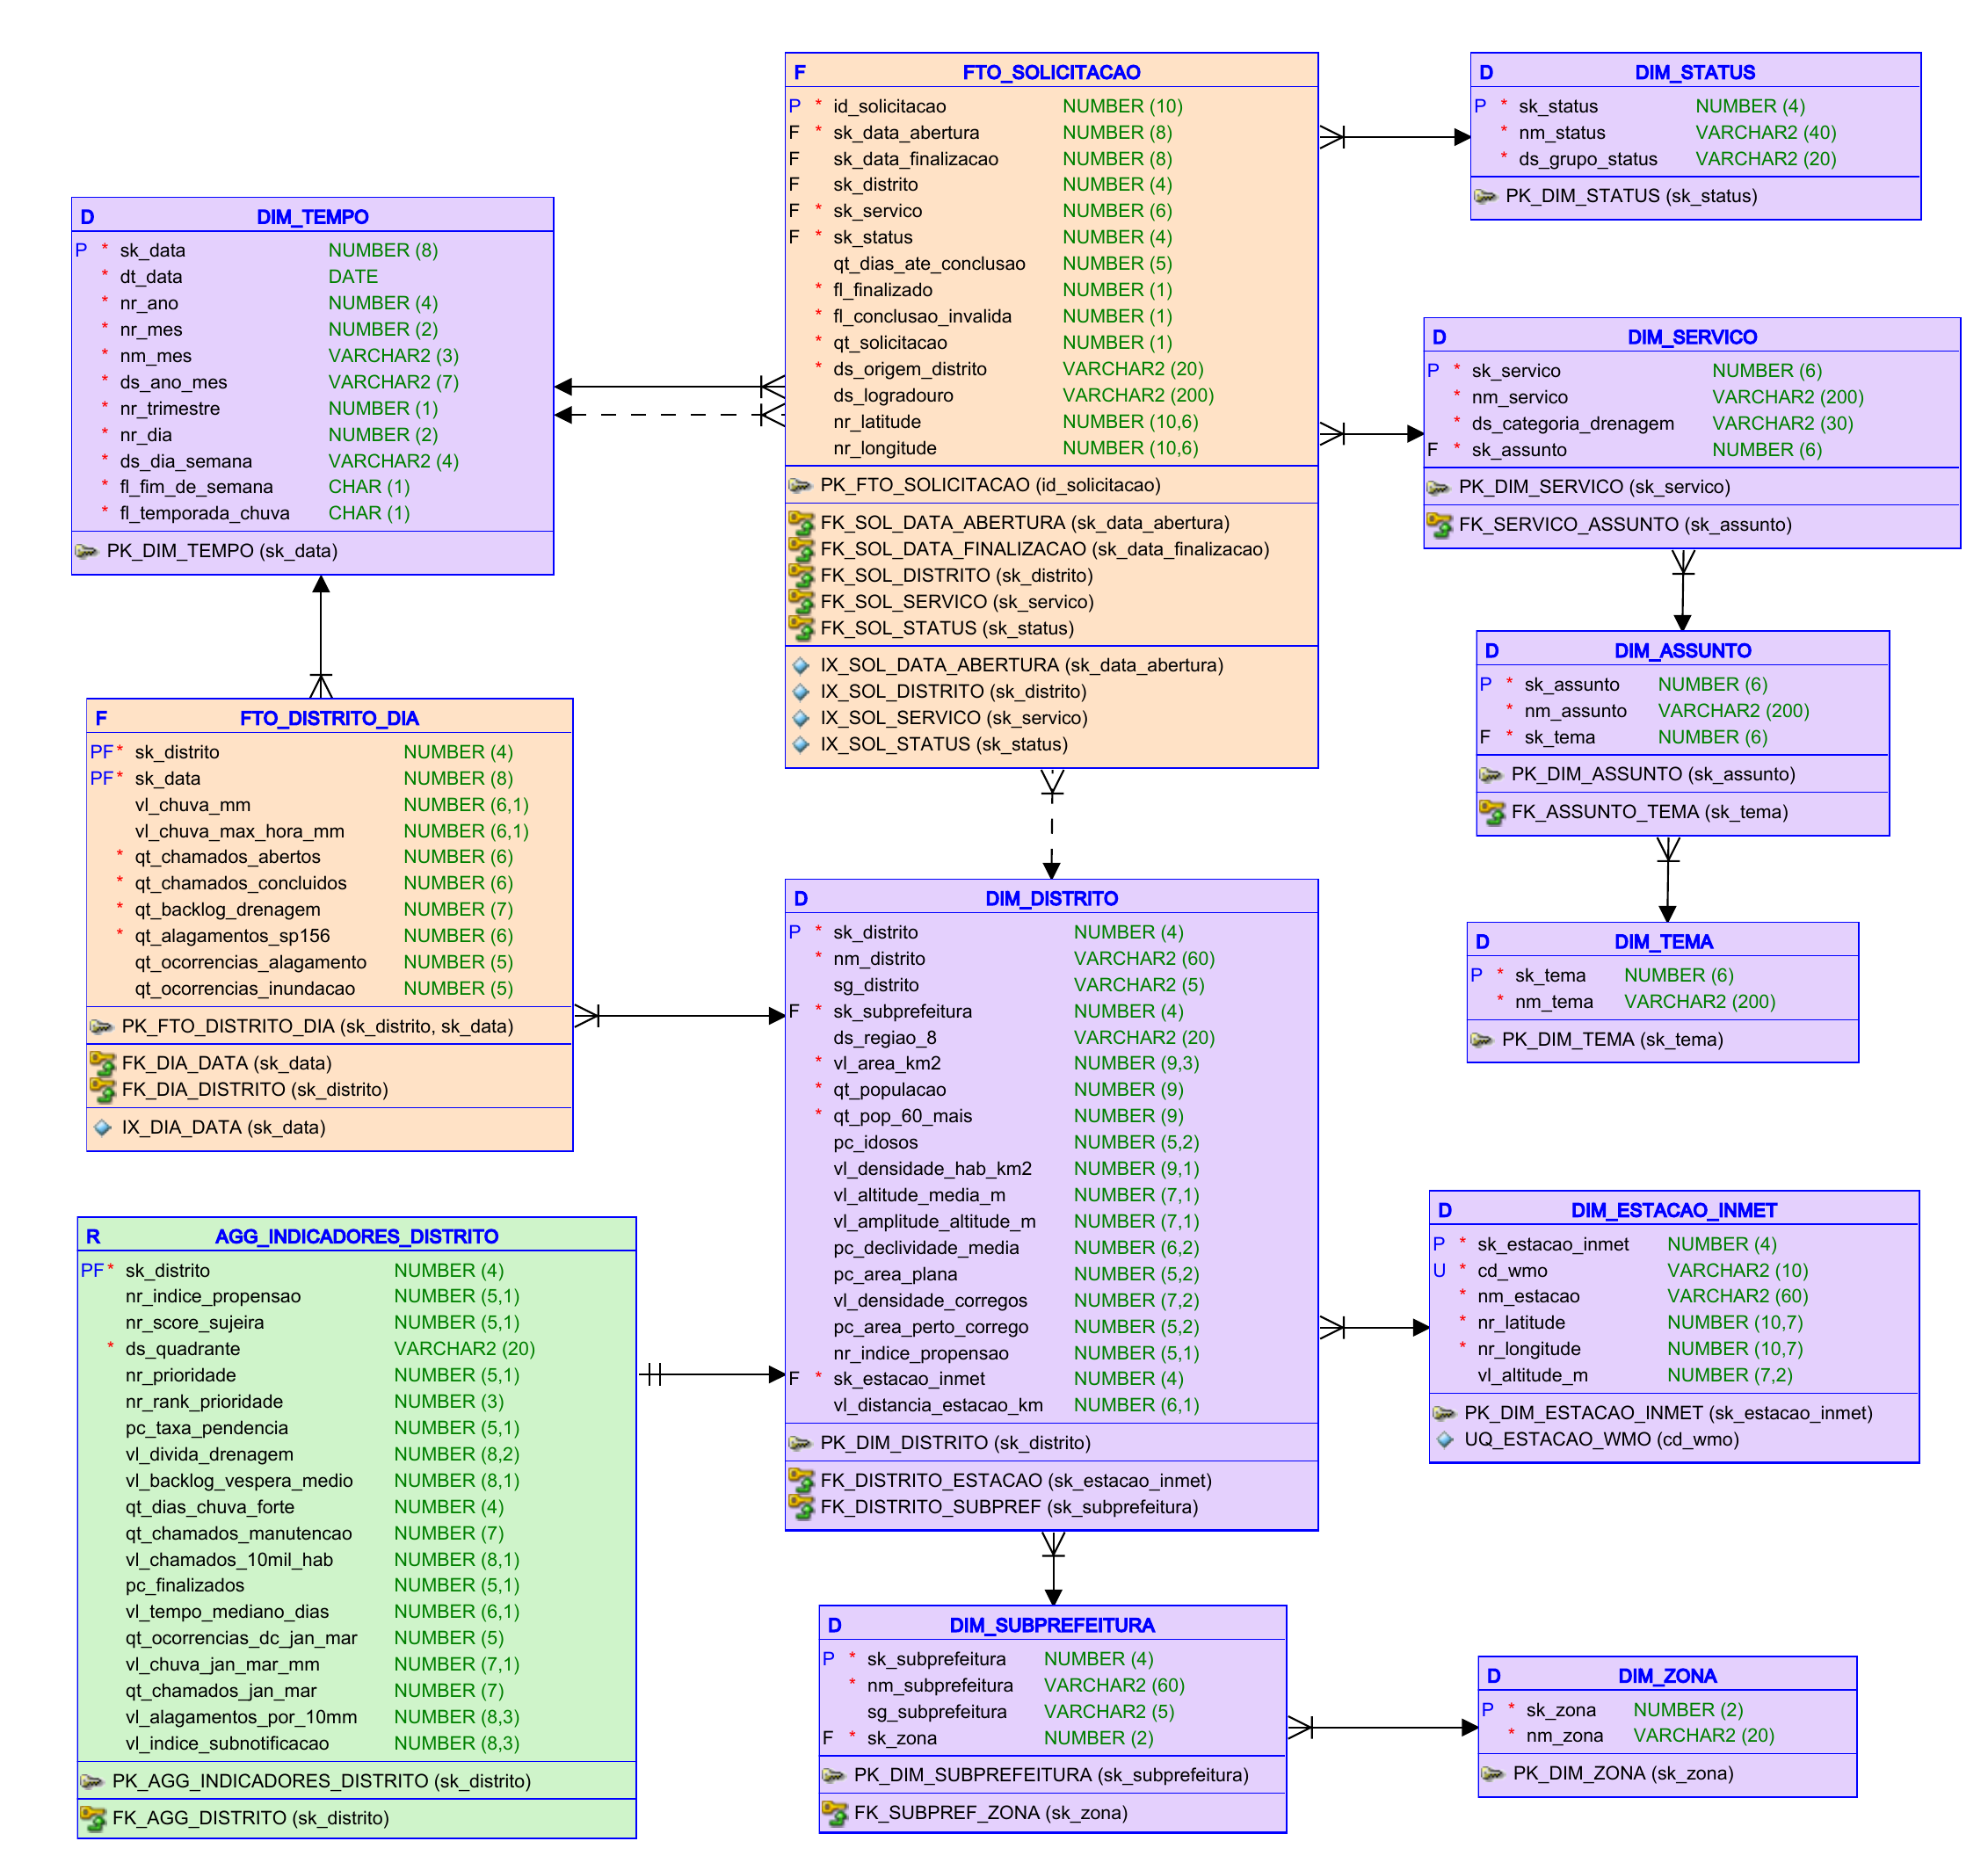 F FTO_SOLICITACAO
P * id_solicitacao NUMBER (10)
F * sk_data_abertura NUMBER (8)
F sk_data_finalizacao NUMBER (8)
F sk_distrito NUMBER (4)
F * sk_servico NUMBER (6)
F * sk_status NUMBER (4)
qt_dias_ate_conclusao NUMBER (5)
* fl_finalizado NUMBER (1)
* fl_conclusao_invalida NUMBER (1)
* qt_solicitacao NUMBER (1)
* ds_origem_distrito VARCHAR2 (20)
ds_logradouro VARCHAR2 (200)
nr_latitude NUMBER (10,6)
nr_longitude NUMBER (10,6)
PK_FTO_SOLICITACAO (id_solicitacao)
FK_SOL_DATA_ABERTURA (sk_data_abertura)
FK_SOL_DATA_FINALIZACAO (sk_data_finalizacao)
FK_SOL_DISTRITO (sk_distrito)
FK_SOL_SERVICO (sk_servico)
FK_SOL_STATUS (sk_status)
IX_SOL_DATA_ABERTURA (sk_data_abertura)
IX_SOL_DISTRITO (sk_distrito)
IX_SOL_SERVICO (sk_servico)
IX_SOL_STATUS (sk_status)
D DIM_STATUS
P * sk_status NUMBER (4)
* nm_status VARCHAR2 (40)
* ds_grupo_status VARCHAR2 (20)
PK_DIM_STATUS (sk_status)
D DIM_TEMPO
P * sk_data NUMBER (8)
* dt_data DATE
* nr_ano NUMBER (4)
* nr_mes NUMBER (2)
* nm_mes VARCHAR2 (3)
* ds_ano_mes VARCHAR2 (7)
* nr_trimestre NUMBER (1)
* nr_dia NUMBER (2)
* ds_dia_semana VARCHAR2 (4)
* fl_fim_de_semana CHAR (1)
* fl_temporada_chuva CHAR (1)
PK_DIM_TEMPO (sk_data)
D DIM_SERVICO
P * sk_servico NUMBER (6)
* nm_servico VARCHAR2 (200)
* ds_categoria_drenagem VARCHAR2 (30)
F * sk_assunto NUMBER (6)
PK_DIM_SERVICO (sk_servico)
FK_SERVICO_ASSUNTO (sk_assunto)
D DIM_ASSUNTO
P * sk_assunto NUMBER (6)
* nm_assunto VARCHAR2 (200)
F * sk_tema NUMBER (6)
PK_DIM_ASSUNTO (sk_assunto)
FK_ASSUNTO_TEMA (sk_tema)
F FTO_DISTRITO_DIA
PF * sk_distrito NUMBER (4)
PF * sk_data NUMBER (8)
vl_chuva_mm NUMBER (6,1)
vl_chuva_max_hora_mm NUMBER (6,1)
* qt_chamados_abertos NUMBER (6)
* qt_chamados_concluidos NUMBER (6)
* qt_backlog_drenagem NUMBER (7)
* qt_alagamentos_sp156 NUMBER (6)
qt_ocorrencias_alagamento NUMBER (5)
qt_ocorrencias_inundacao NUMBER (5)
PK_FTO_DISTRITO_DIA (sk_distrito, sk_data)
FK_DIA_DATA (sk_data)
FK_DIA_DISTRITO (sk_distrito)
IX_DIA_DATA (sk_data)
D DIM_DISTRITO
P * sk_distrito NUMBER (4)
* nm_distrito VARCHAR2 (60)
sg_distrito VARCHAR2 (5)
F * sk_subprefeitura NUMBER (4)
ds_regiao_8 VARCHAR2 (20)
* vl_area_km2 NUMBER (9,3)
* qt_populacao NUMBER (9)
* qt_pop_60_mais NUMBER (9)
pc_idosos NUMBER (5,2)
vl_densidade_hab_km2 NUMBER (9,1)
vl_altitude_media_m NUMBER (7,1)
vl_amplitude_altitude_m NUMBER (7,1)
pc_declividade_media NUMBER (6,2)
pc_area_plana NUMBER (5,2)
vl_densidade_corregos NUMBER (7,2)
pc_area_perto_corrego NUMBER (5,2)
nr_indice_propensao NUMBER (5,1)
F * sk_estacao_inmet NUMBER (4)
vl_distancia_estacao_km NUMBER (6,1)
PK_DIM_DISTRITO (sk_distrito)
FK_DISTRITO_ESTACAO (sk_estacao_inmet)
FK_DISTRITO_SUBPREF (sk_subprefeitura)
D DIM_TEMA
P * sk_tema NUMBER (6)
* nm_tema VARCHAR2 (200)
PK_DIM_TEMA (sk_tema)
D DIM_ESTACAO_INMET
P * sk_estacao_inmet NUMBER (4)
U * cd_wmo VARCHAR2 (10)
* nm_estacao VARCHAR2 (60)
* nr_latitude NUMBER (10,7)
* nr_longitude NUMBER (10,7)
vl_altitude_m NUMBER (7,2)
PK_DIM_ESTACAO_INMET (sk_estacao_inmet)
UQ_ESTACAO_WMO (cd_wmo)
R AGG_INDICADORES_DISTRITO
PF * sk_distrito NUMBER (4)
nr_indice_propensao NUMBER (5,1)
nr_score_sujeira NUMBER (5,1)
* ds_quadrante VARCHAR2 (20)
nr_prioridade NUMBER (5,1)
nr_rank_prioridade NUMBER (3)
pc_taxa_pendencia NUMBER (5,1)
vl_divida_drenagem NUMBER (8,2)
vl_backlog_vespera_medio NUMBER (8,1)
qt_dias_chuva_forte NUMBER (4)
qt_chamados_manutencao NUMBER (7)
vl_chamados_10mil_hab NUMBER (8,1)
pc_finalizados NUMBER (5,1)
vl_tempo_mediano_dias NUMBER (6,1)
qt_ocorrencias_dc_jan_mar NUMBER (5)
vl_chuva_jan_mar_mm NUMBER (7,1)
qt_chamados_jan_mar NUMBER (7)
vl_alagamentos_por_10mm NUMBER (8,3)
vl_indice_subnotificacao NUMBER (8,3)
PK_AGG_INDICADORES_DISTRITO (sk_distrito)
FK_AGG_DISTRITO (sk_distrito)
D DIM_SUBPREFEITURA
P * sk_subprefeitura NUMBER (4)
* nm_subprefeitura VARCHAR2 (60)
sg_subprefeitura VARCHAR2 (5)
F * sk_zona NUMBER (2)
PK_DIM_SUBPREFEITURA (sk_subprefeitura)
FK_SUBPREF_ZONA (sk_zona)
D DIM_ZONA
P * sk_zona NUMBER (2)
* nm_zona VARCHAR2 (20)
PK_DIM_ZONA (sk_zona)